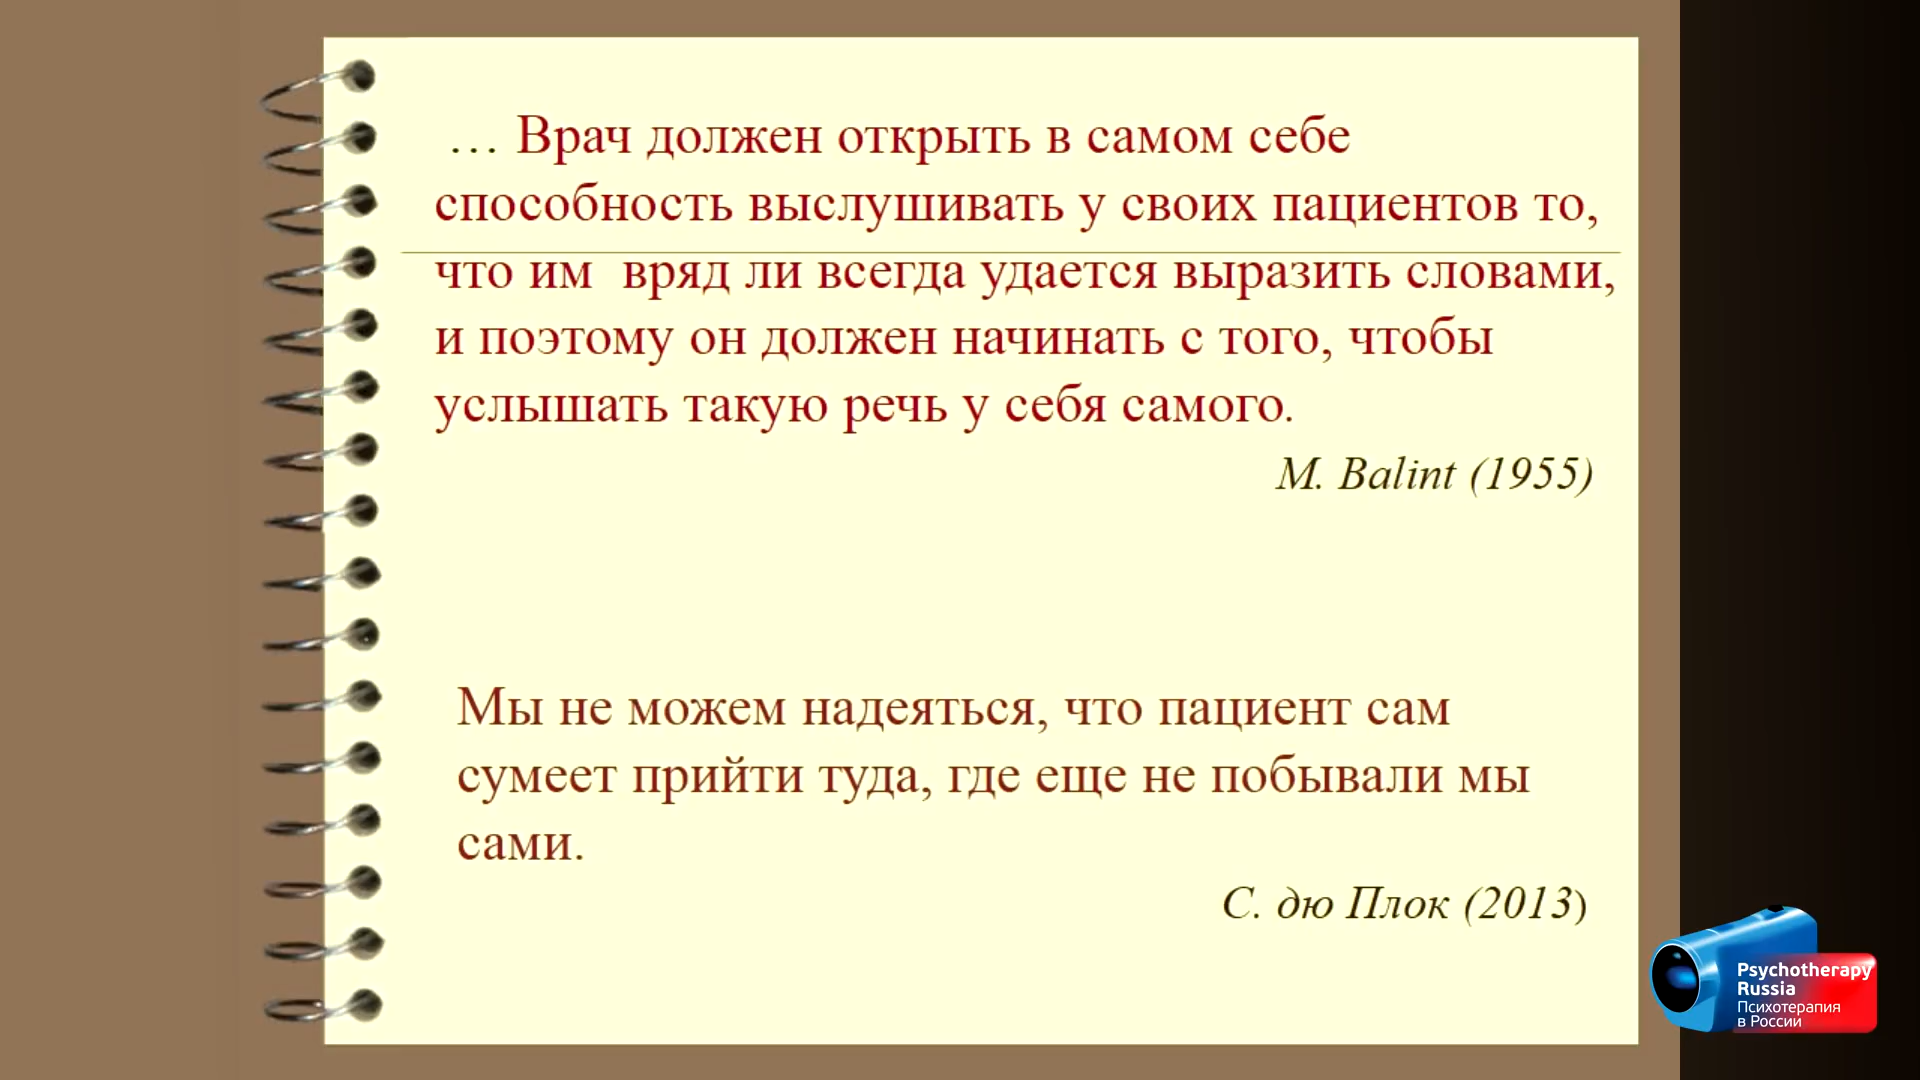 … Врач должен открыть в самом себе
способность выслушивать у своих пациентов то,
что им вряд ли всегда удается выразить словами,
и поэтому он должен начинать с того, чтобы
услышать такую речь у себя самого.
M. Balint (1955)
Мы не можем надеяться, что пациент сам
сумеет прийти туда, где еще не побывали мы
сами.
С. дю Плок (2013)
Psychotherapy
Russia
Психотерапия
в России